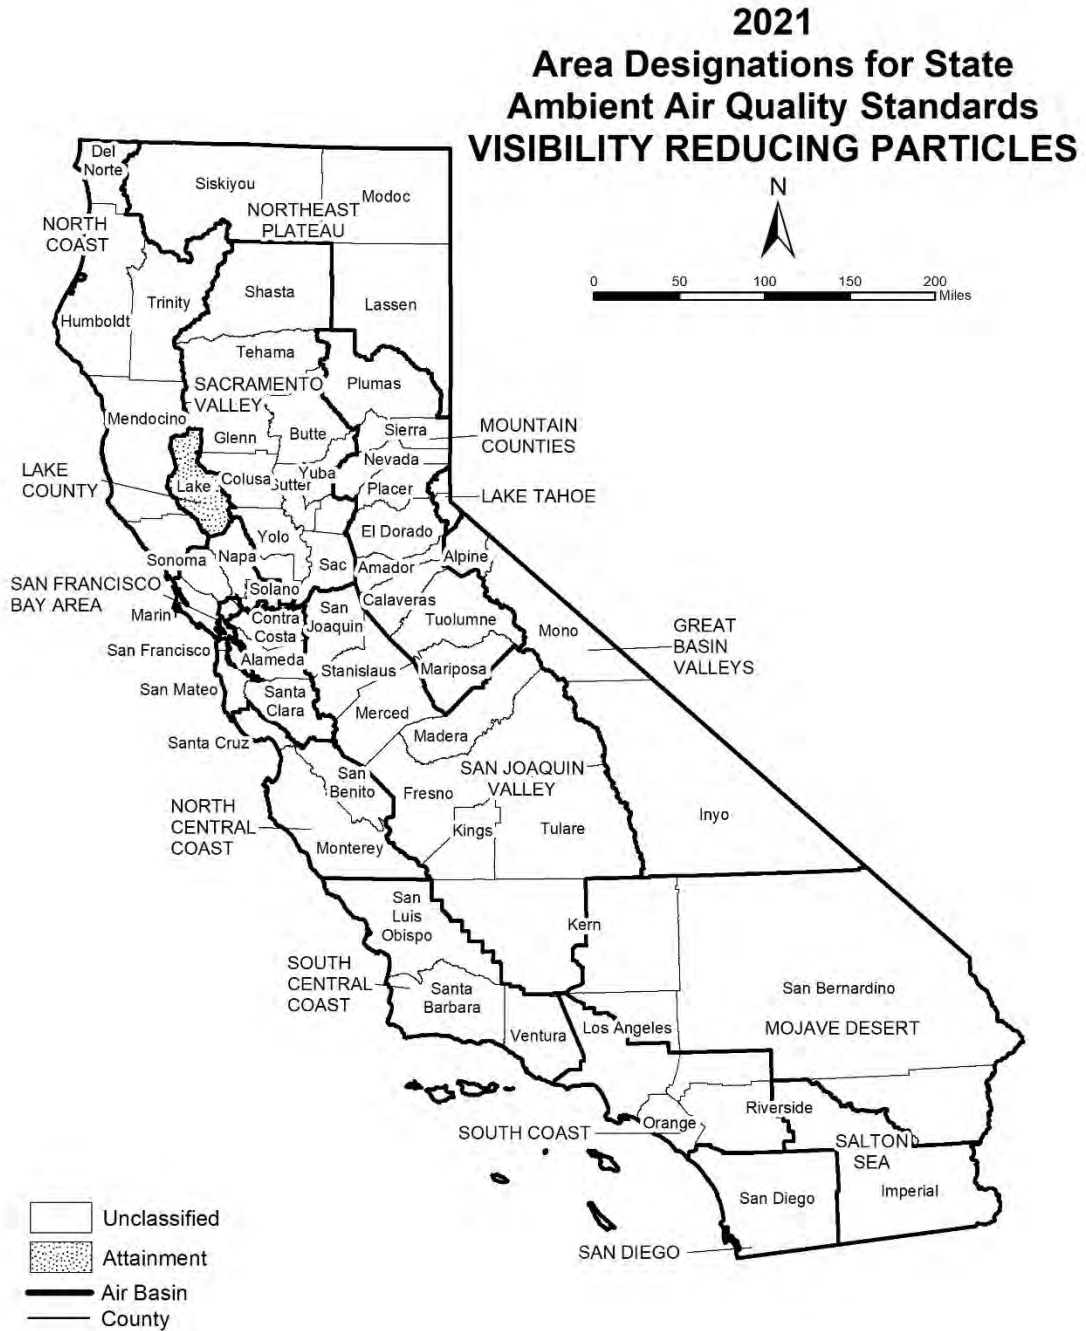 2021
Area Designations for State
Ambient Air Quality Standards
VISIBILITY REDUCING PARTICLES
N
0 50 100 150 200
Miles
Del
Norte
Siskiyou
Modoc
NORTHEAST
PLATEAU
NORTH
COAST
Shasta
Trinity
Lassen
Humboldt
Tehama
Plumas
SACRAMENTO
VALLEY
Mendocino
Glenn
Butte
Sierra
MOUNTAIN
COUNTIES
LAKE
COUNTY
Lake
Colusa
Sutter
Yuba
Nevada
Placer
LAKE TAHOE
El Dorado
Yolo
Sonoma
Napa
Sac
Amador
Alpine
SAN FRANCISCO
BAY AREA
Solano
Calaveras
Marin
Contra
Costa
San
Joaquin
Tuolumne
Mono
GREAT
BASIN
VALLEYS
San Francisco
Alameda
Stanislaus
Mariposa
San Mateo
Santa
Clara
Merced
Santa Cruz
Madera
San
Benito
Fresno
SAN JOAQUIN
VALLEY
NORTH
CENTRAL
COAST
Monterey
Kings
Tulare
Inyo
San
Luis
Obispo
Kern
SOUTH
CENTRAL
COAST
Santa
Barbara
Ventura
Los Angeles
San Bernardino
MOJAVE DESERT
Orange
Riverside
SOUTH COAST
SALTON
SEA
San Diego
Imperial
SAN DIEGO
Unclassified
Attainment
Air Basin
County